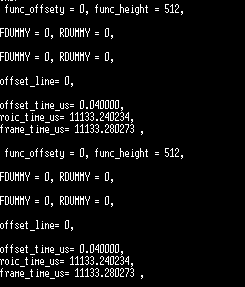 func_offsety = 0, func_height = 512,
FDUMMY = 0, RDUMMY = 0,
FDUMMY = 0, RDUMMY = 0,
offset_line= 0,
offset_time_us= 0.040000,
roic_time_us= 11133.240234,
frame_time_us= 11133.280273 ,
func_offsety = 0, func_height = 512,
FDUMMY = 0, RDUMMY = 0,
FDUMMY = 0, RDUMMY = 0,
offset_line= 0,
offset_time_us= 0.040000,
roic_time_us= 11133.240234,
frame_time_us= 11133.280273 ,